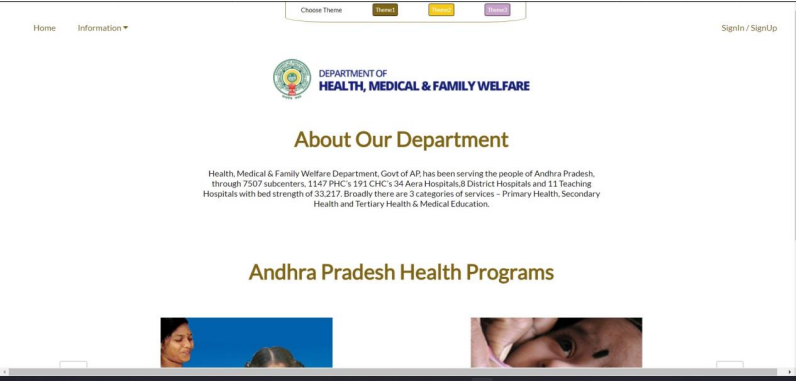 Choose Theme Theme1 Theme2 Theme3
Home Information SignIn / SignUp
DEPARTMENT OF
HEALTH, MEDICAL & FAMILY WELFARE
About Our Department
Health, Medical & Family Welfare Department, Govt of AP, has been serving the people of Andhra Pradesh,
through 7507 subcenters, 1147 PHC's 191 CHC's 34 Aera Hospitals,8 District Hospitals and 11 Teaching
Hospitals with bed strength of 33,217. Broadly there are 3 categories of services – Primary Health, Secondary
Health and Tertiary Health & Medical Education.
Andhra Pradesh Health Programs